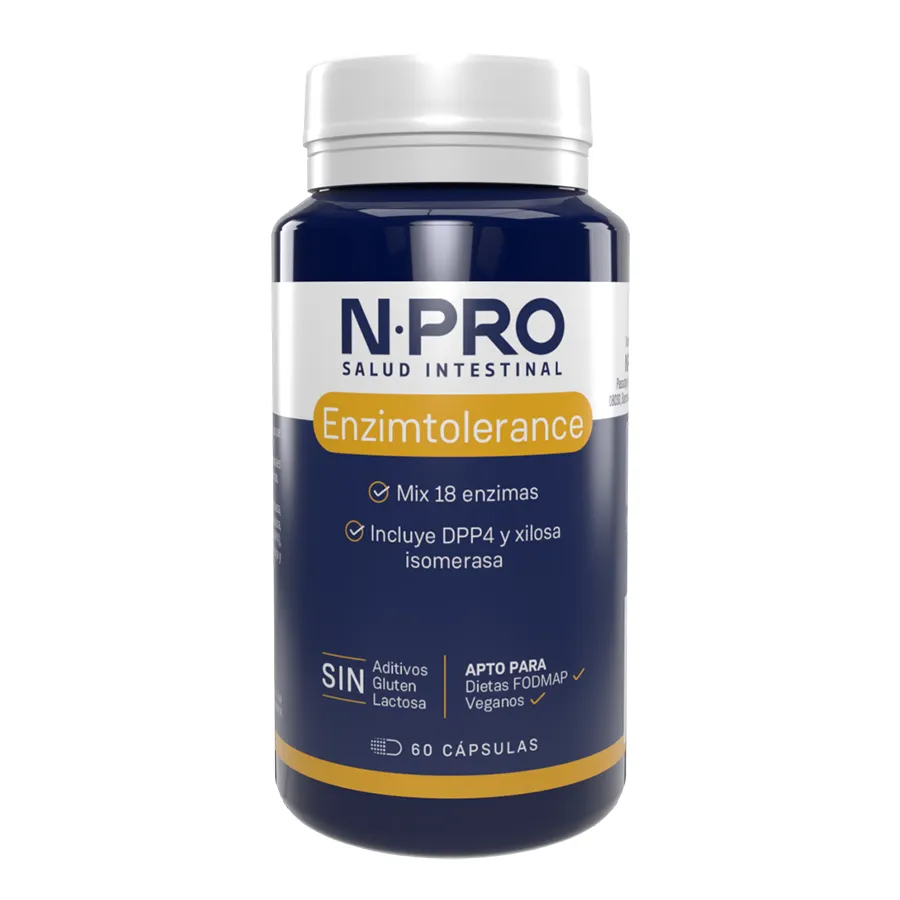 N·PRO
SALUD INTESTINAL
Enzimtolerance
Mix 18 enzimas
Incluye DPP4 y xilosa
isomerasa
SIN
Aditivos
Gluten
Lactosa
APTO PARA
Dietas FODMAP
Veganos
60 CÁPSULAS